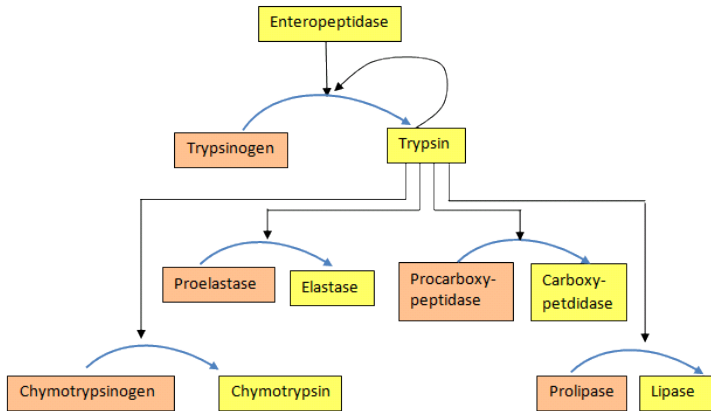 Enteropeptidase
Trypsinogen
Trypsin
Proelastase
Elastase
Procarboxy-
peptidase
Carboxy-
petdidase
Chymotrypsinogen
Chymotrypsin
Prolipase
Lipase